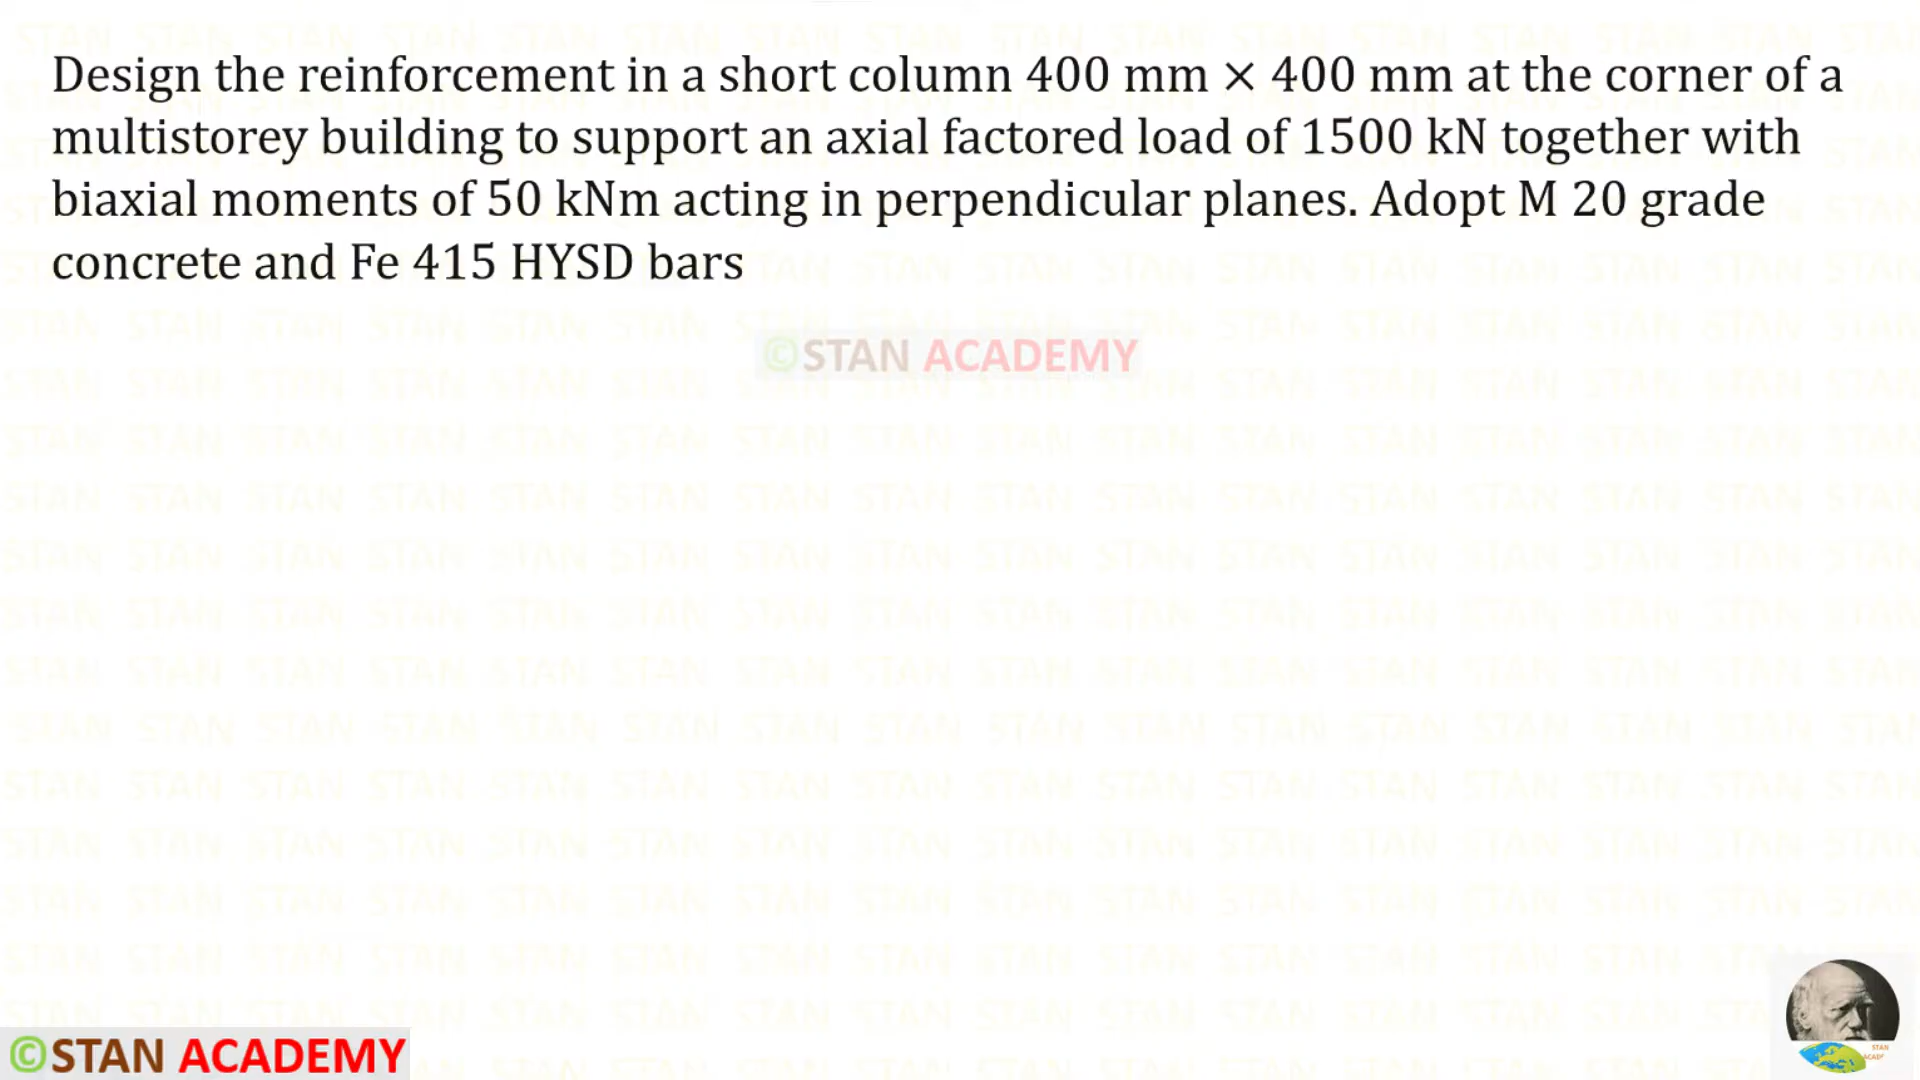 Design the reinforcement in a short column 400 mm × 400 mm at the corner of a
multistorey building to support an axial factored load of 1500 kN together with
biaxial moments of 50 kNm acting in perpendicular planes. Adopt M 20 grade
concrete and Fe 415 HYSD bars
©STAN ACADEMY
©STAN ACADEMY